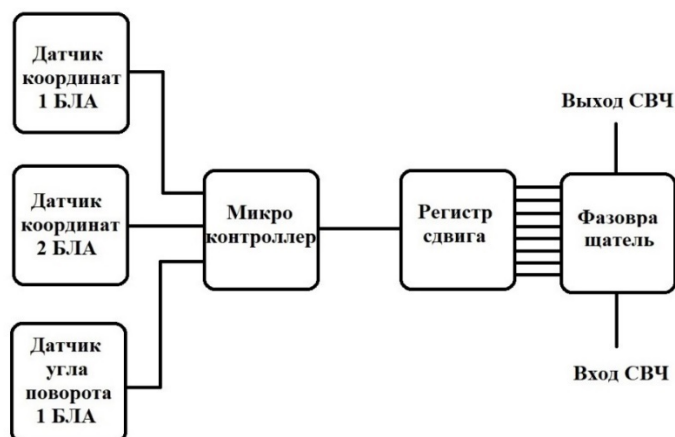 Датчик
координат
1 БЛА
Датчик
координат
2 БЛА
Датчик
угла
поворота
1 БЛА
Микро
контроллер
Регистр
сдвига
Выход СВЧ
Фазовра
щатель
Вход СВЧ